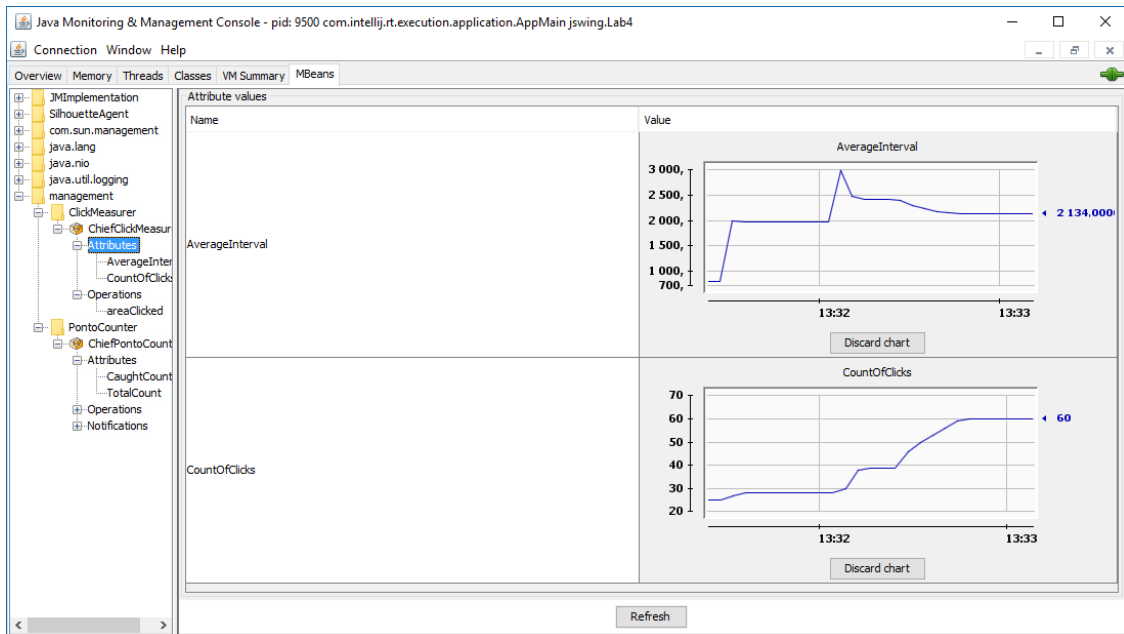 Java Monitoring & Management Console - pid: 9500 com.intellij.rt.execution.application.AppMain jswing.Lab4
Connection Window Help
Overview Memory Threads Classes VM Summary MBeans
JMImplementation
SilhouetteAgent
com.sun.management
java.lang
java.nio
java.util.logging
management
ClickMeasurer
ChiefClickMeasur
Attributes
AverageInter
CountOfClicks
Operations
areaClicked
PontoCounter
ChiefPontoCount
Attributes
CaughtCount
TotalCount
Operations
Notifications
Attribute values
Name Value
AverageInterval
AverageInterval
3 000,
2 500,
2 000,
1 500,
1 000,
700,
2 134,000
13:32 13:33
Discard chart
CountOfClicks
CountOfClicks
70
60
50
40
30
20
60
13:32 13:33
Discard chart
Refresh